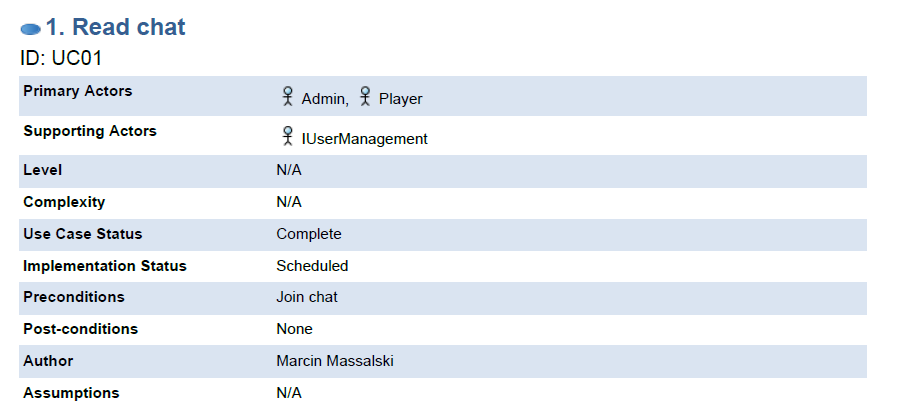 1. Read chat
ID: UC01
Primary Actors Admin, Player
Supporting Actors IUserManagement
Level N/A
Complexity N/A
Use Case Status Complete
Implementation Status Scheduled
Preconditions Join chat
Post-conditions None
Author Marcin Massalski
Assumptions N/A